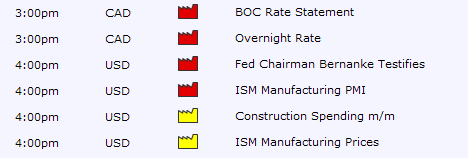 3:00pm CAD BOC Rate Statement
3:00pm CAD Overnight Rate
4:00pm USD Fed Chairman Bernanke Testifies
4:00pm USD ISM Manufacturing PMI
4:00pm USD Construction Spending m/m
4:00pm USD ISM Manufacturing Prices